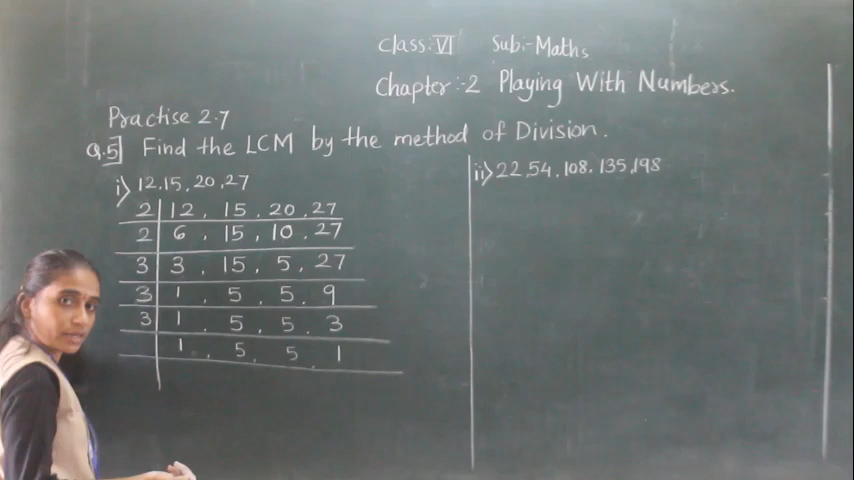 Class:VI Sub:-Maths
Chapter:-2 Playing With Numbers.
Practise 2.7
Q.5] Find the LCM by the method of Division.
i) 12,15,20,27
2 | 12 , 15 , 20 , 27
2 | 6 , 15 , 10 , 27
3 | 3 , 15 , 5 , 27
3 | 1 , 5 , 5 , 9
3 | 1 , 5 , 5 , 3
| 1 , 5 , 5 , 1
ii) 22,54,108,135,198